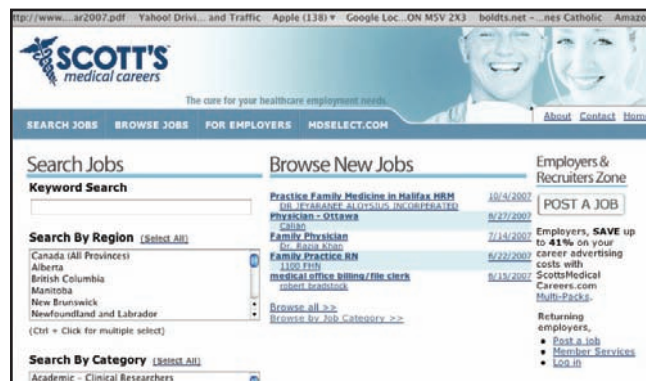 ttp://www....ar2007.pdf Yahoo! Drivi... and Traffic Apple (138) ▾ Google Loc...ON M5V 2X3 boldts.net – ...nes Catholic Amazo
SCOTT'S
medical careers
The cure for your healthcare employment needs.
About Contact Hom
SEARCH JOBS BROWSE JOBS FOR EMPLOYERS MDSELECT.COM
Search Jobs
Keyword Search
Search By Region (Select All)
Canada (All Provinces)
Alberta
British Columbia
Manitoba
New Brunswick
Newfoundland and Labrador
(Ctrl + Click for multiple select)
Search By Category (Select All)
Academic – Clinical Researchers
Browse New Jobs
Practice Family Medicine in Halifax HRM 10/4/2007
DR JEYARANEE ALOYSIUS INCORPERATED
Physician - Ottawa 8/27/2007
Calian
Family Physician 7/14/2007
Dr. Razia Khan
Family Practice RN 6/22/2007
1100 FHN
medical office billing/file clerk 6/15/2007
robert bradstock
Browse all >>
Browse by Job Category >>
Employers &
Recruiters Zone
POST A JOB
Employers, SAVE up
to 41% on your
career advertising
costs with
ScottsMedical
Careers.com
Multi-Packs.
Returning
employers,
• Post a job
• Member Services
• Log in